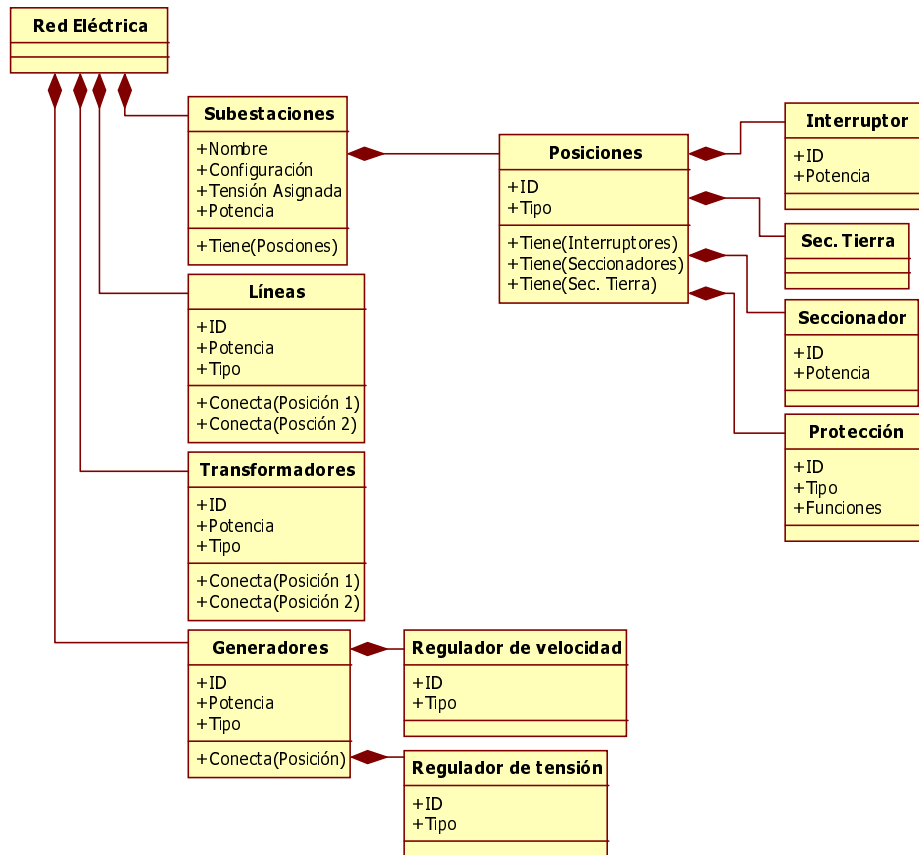 Red Eléctrica
Subestaciones
+Nombre
+Configuración
+Tensión Asignada
+Potencia
+Tiene(Posciones)
Líneas
+ID
+Potencia
+Tipo
+Conecta(Posición 1)
+Conecta(Posción 2)
Transformadores
+ID
+Potencia
+Tipo
+Conecta(Posición 1)
+Conecta(Posición 2)
Generadores
+ID
+Potencia
+Tipo
+Conecta(Posición)
Regulador de velocidad
+ID
+Tipo
Regulador de tensión
+ID
+Tipo
Posiciones
+ID
+Tipo
+Tiene(Interruptores)
+Tiene(Seccionadores)
+Tiene(Sec. Tierra)
Interruptor
+ID
+Potencia
Sec. Tierra
Seccionador
+ID
+Potencia
Protección
+ID
+Tipo
+Funciones